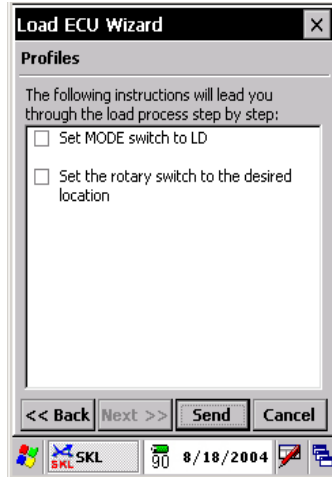 Load ECU Wizard
Profiles
The following instructions will lead you
through the load process step by step:
Set MODE switch to LD
Set the rotary switch to the desired
location
<< Back Next >> Send Cancel
SKL SKL 90 8/18/2004